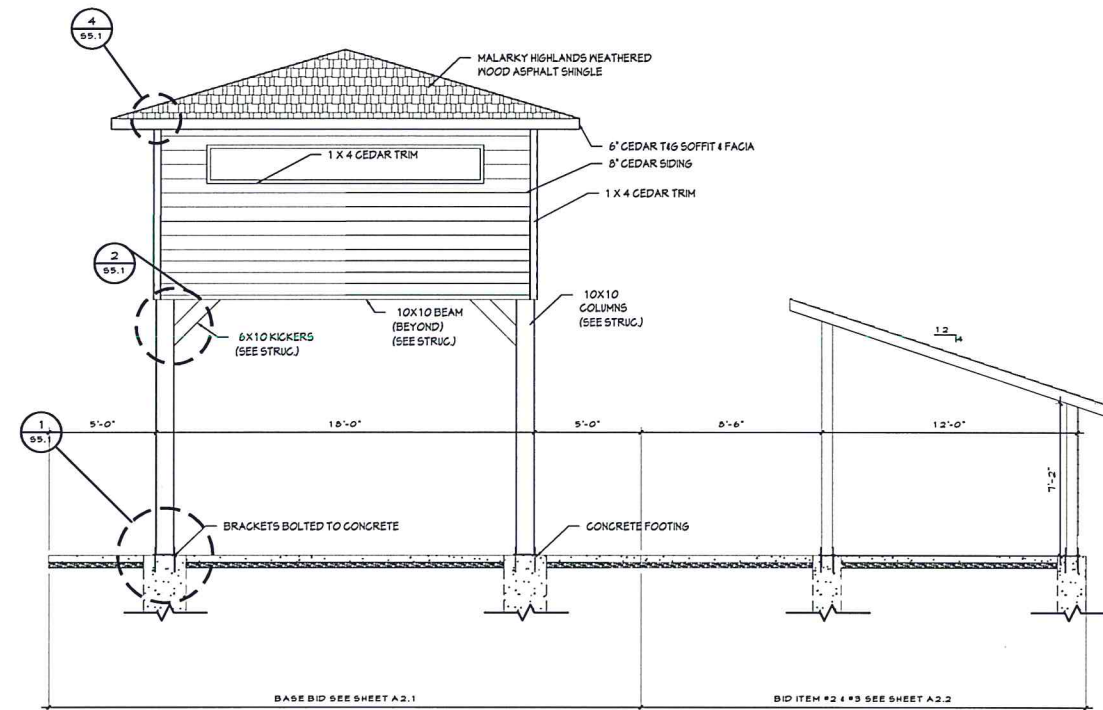 4
S5.1
MALARKY HIGHLANDS WEATHERED
WOOD ASPHALT SHINGLE
6" CEDAR T&G SOFFIT & FACIA
1 X 4 CEDAR TRIM
8" CEDAR SIDING
1 X 4 CEDAR TRIM
2
S5.1
10X10
COLUMNS
(SEE STRUC.)
10X10 BEAM
(BEYOND)
(SEE STRUC.)
6X10 KICKERS
(SEE STRUC.)
12
4
1
S5.1
5'-0"
18'-0"
5'-0"
8'-6"
12'-0"
7'-2"
BRACKETS BOLTED TO CONCRETE
CONCRETE FOOTING
BASE BID SEE SHEET A2.1
BID ITEM #2 & #3 SEE SHEET A2.2